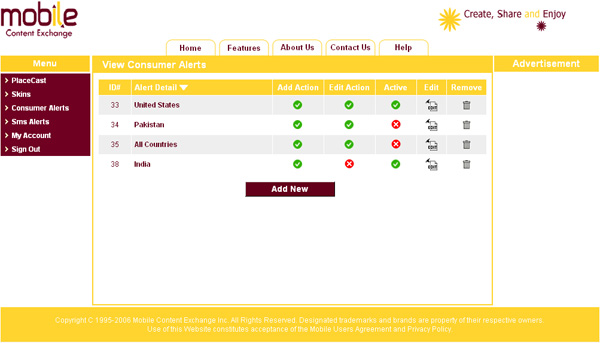 mobile
Content Exchange
Create, Share and Enjoy
Home Features About Us Contact Us Help
Menu
View Consumer Alerts
Advertisement
PlaceCast
Skins
Consumer Alerts
Sms Alerts
My Account
Sign Out
ID# Alert Detail Add Action Edit Action Active Edit Remove
33 United States EDIT
34 Pakistan EDIT
35 All Countries EDIT
38 India EDIT
Add New
Copyright © 1995-2008 Mobile Content Exchange Inc. All Rights Reserved. Designated trademarks and brands are property of their respective owners.
Use of this Website constitutes acceptance of the Mobile Users Agreement and Privacy Policy.